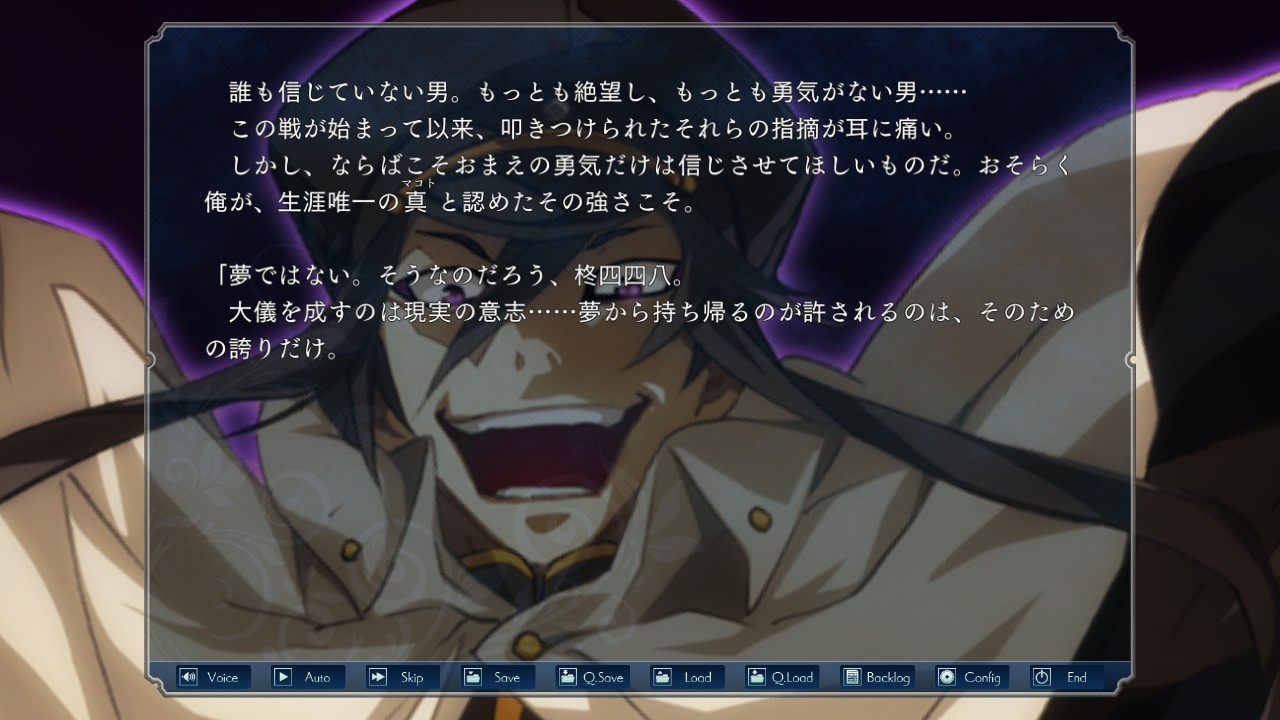 誰も信じていない男。もっとも絶望し、もっとも勇気がない男……
この戦が始まって以来、叩きつけられたそれらの指摘が耳に痛い。
しかし、ならばこそおまえの勇気だけは信じさせてほしいものだ。おそらく
マコト
俺が、生涯唯一の真と認めたその強さこそ。
「夢ではない。そうなのだろう、柊四四八。
大儀を成すのは現実の意志……夢から持ち帰るのが許されるのは、そのため
の誇りだけ。
Voice Auto Skip Save Q.Save Load Q.Load Backlog Config End